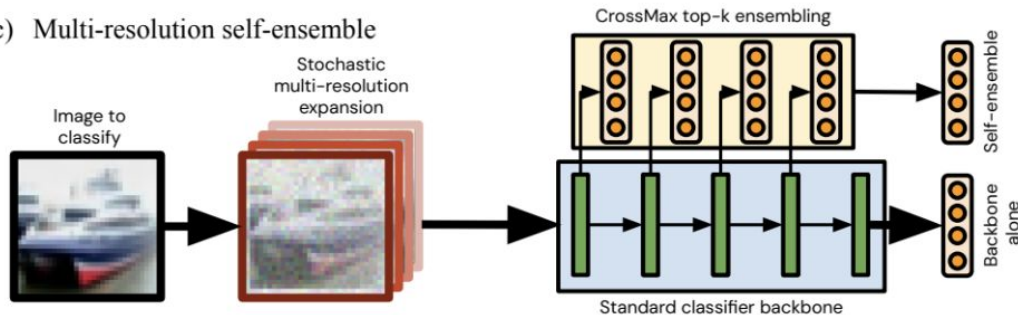 c) Multi-resolution self-ensemble
CrossMax top-k ensembling
Stochastic
multi-resolution
expansion
Image to
classify
Self-ensemble
Backbone
alone
Standard classifier backbone